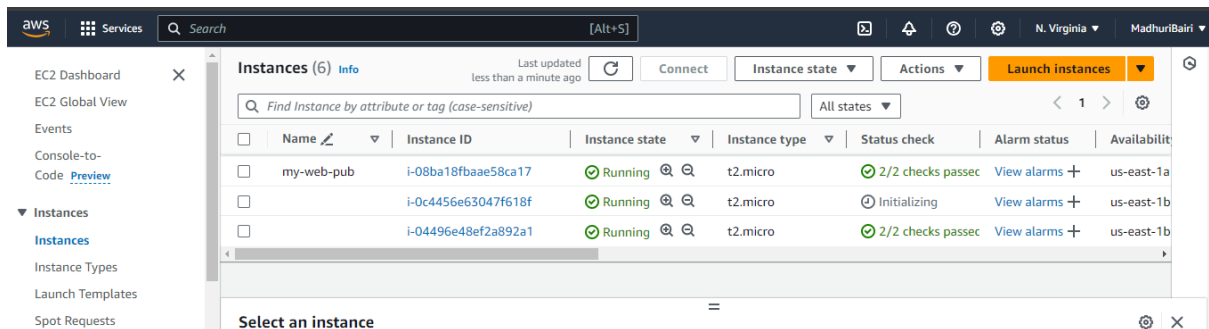 aws Services Search [Alt+S] N. Virginia MadhuriBairi
EC2 Dashboard
EC2 Global View
Events
Console-to-
Code Preview
Instances
Instances
Instance Types
Launch Templates
Spot Requests
Instances (6) Info
Last updated
less than a minute ago
Connect Instance state Actions Launch instances
Find Instance by attribute or tag (case-sensitive) All states 1
Name Instance ID Instance state Instance type Status check Alarm status Availability
my-web-pub i-08ba18fbaae58ca17 Running t2.micro 2/2 checks passec View alarms us-east-1a
i-0c4456e63047f618f Running t2.micro Initializing View alarms us-east-1b
i-04496e48ef2a892a1 Running t2.micro 2/2 checks passec View alarms us-east-1b
Select an instance